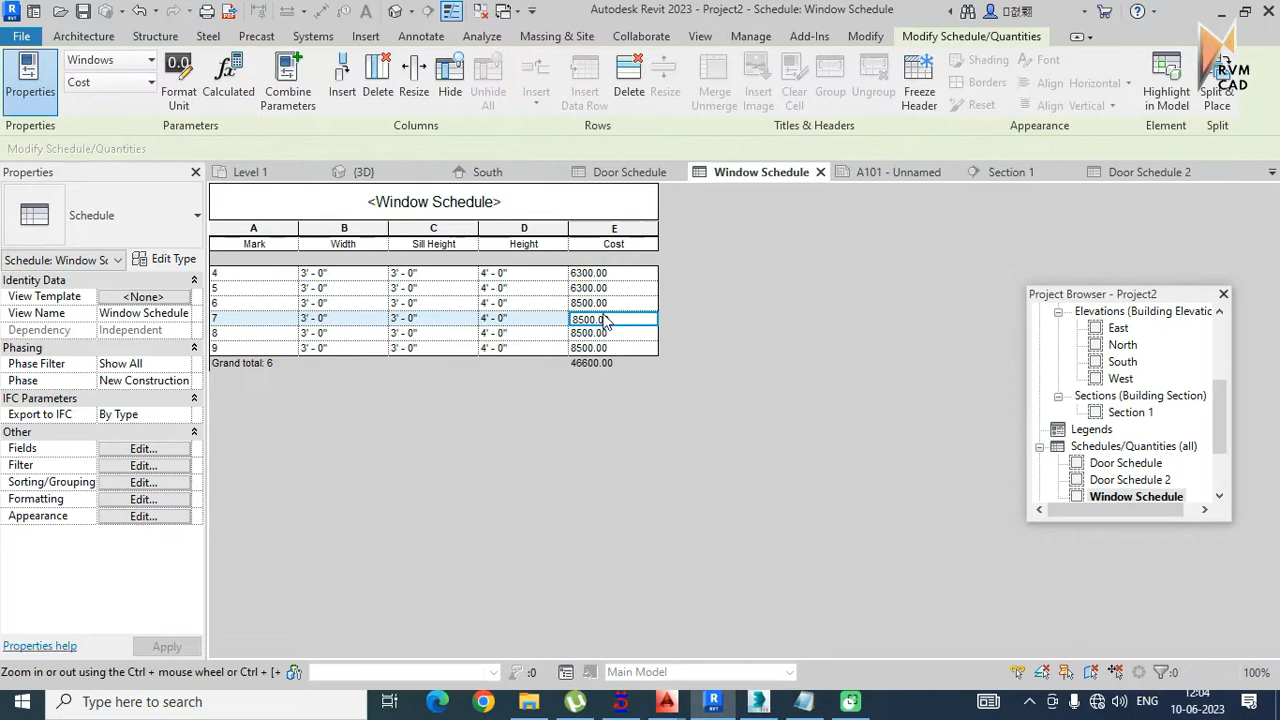 Autodesk Revit 2023 - Project2 - Schedule: Window Schedule
File Architecture Structure Steel Precast Systems Insert Annotate Analyze Massing & Site Collaborate View Manage Add-Ins Modify Modify Schedule/Quantities
Windows
Cost
Properties Format Unit Calculated Combine Parameters Insert Delete Resize Hide Unhide All Insert Insert Data Row Delete Resize Merge Unmerge Insert Image Clear Cell Group Ungroup Freeze Header Shading Borders Reset Font Align Horizontal Align Vertical Highlight in Model Split & Place
RVM CAD
Properties Parameters Columns Rows Titles & Headers Appearance Element Split
Modify Schedule/Quantities
Properties
Level 1 {3D} South Door Schedule Window Schedule A101 - Unnamed Section 1 Door Schedule 2
Schedule
Schedule: Window Sc Edit Type
Identity Data
View Template <None>
View Name Window Schedule
Dependency Independent
Phasing
Phase Filter Show All
Phase New Construction
IFC Parameters
Export to IFC By Type
Other
Fields Edit...
Filter Edit...
Sorting/Grouping Edit...
Formatting Edit...
Appearance Edit...
Properties help Apply
<Window Schedule>
A B C D E
Mark Width Sill Height Height Cost
4 3' - 0" 3' - 0" 4' - 0" 6300.00
5 3' - 0" 3' - 0" 4' - 0" 6300.00
6 3' - 0" 3' - 0" 4' - 0" 8500.00
7 3' - 0" 3' - 0" 4' - 0" 8500.0
8 3' - 0" 3' - 0" 4' - 0" 8500.00
9 3' - 0" 3' - 0" 4' - 0" 8500.00
Grand total: 6 46600.00
Project Browser - Project2
Elevations (Building Elevatic
East
North
South
West
Sections (Building Section)
Section 1
Legends
Schedules/Quantities (all)
Door Schedule
Door Schedule 2
Window Schedule
Zoom in or out using the Ctrl + mouse wheel or Ctrl + [+ :0 Main Model :0 100%
Type here to search
ENG
12:04
10-06-2023